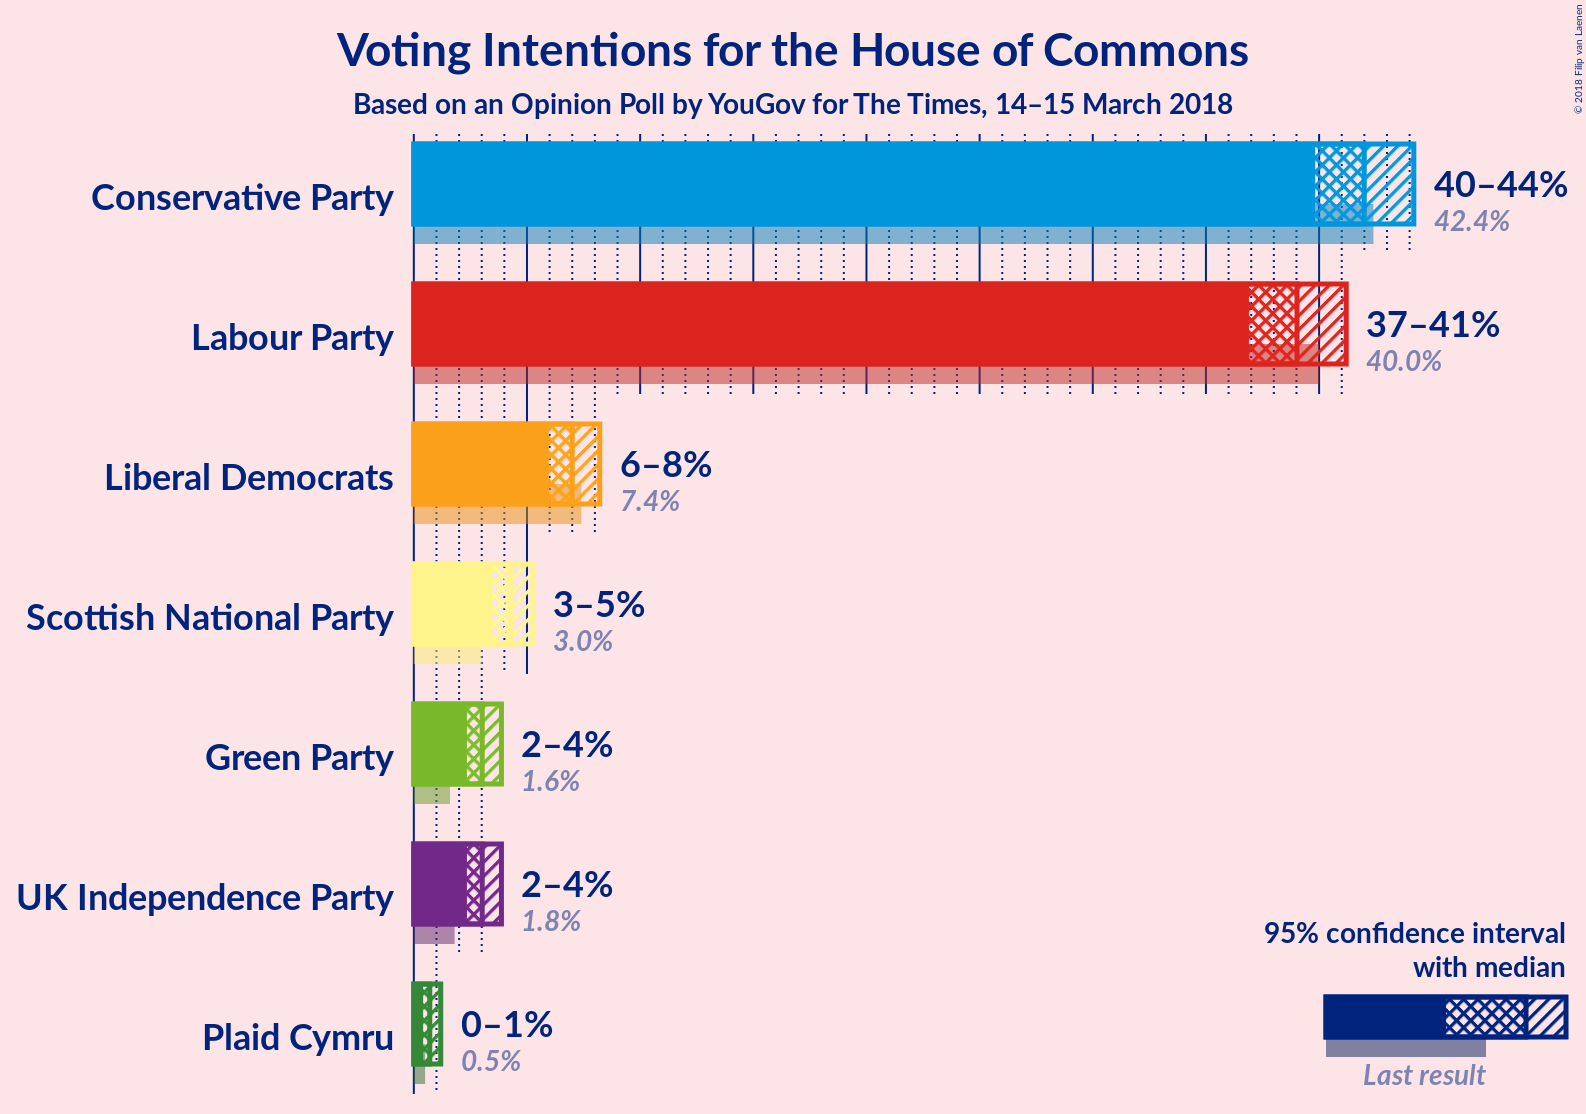 Voting Intentions for the House of Commons
Based on an Opinion Poll by YouGov for The Times, 14–15 March 2018
© 2018 Filip van Laenen
Conservative Party
40–44%
42.4%
Labour Party
37–41%
40.0%
Liberal Democrats
6–8%
7.4%
Scottish National Party
3–5%
3.0%
Green Party
2–4%
1.6%
UK Independence Party
2–4%
1.8%
Plaid Cymru
0–1%
0.5%
95% confidence interval
with median
Last result